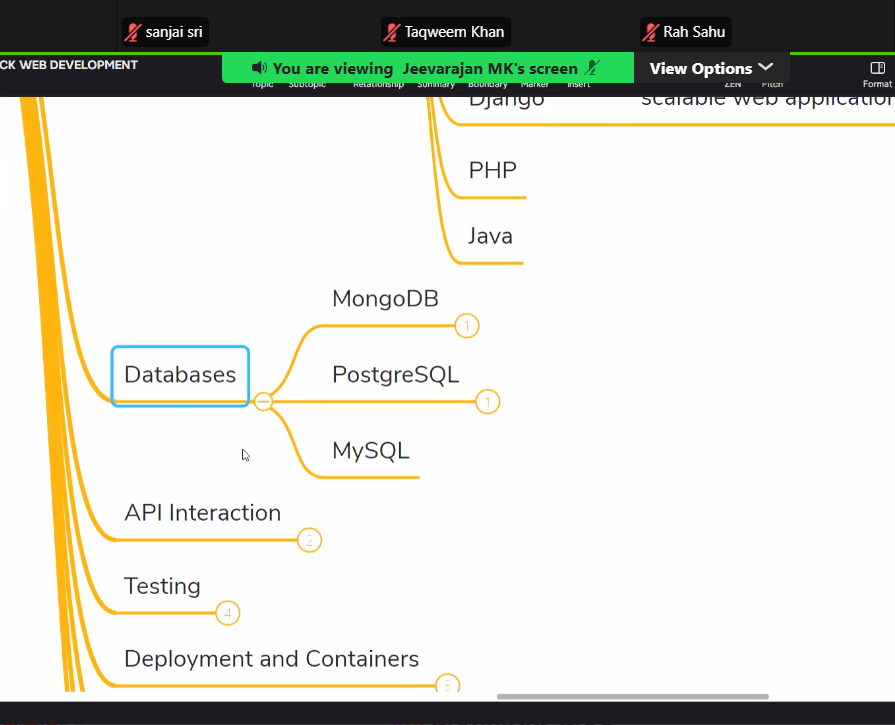 sanjai sri
Taqweem Khan
Rah Sahu
CK WEB DEVELOPMENT
You are viewing Jeevarajan MK's screen
View Options
Topic Subtopic Relationship Summary Boundary Marker Insert ZEN Pitch Format
Django
scalable web application
PHP
Java
MongoDB
1
Databases
PostgreSQL
1
MySQL
API Interaction
2
Testing
4
Deployment and Containers